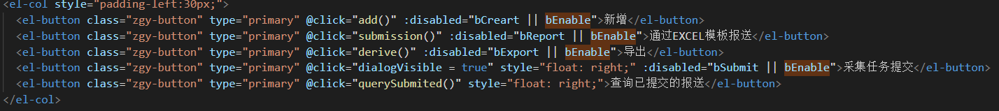 <el-col style="padding-left:30px;">
<el-button class="zgy-button" type="primary" @click="add()" :disabled="bCreart || bEnable">新增</el-button>
<el-button class="zgy-button" type="primary" @click="submission()" :disabled="bReport || bEnable">通过EXCEL模板报送</el-button>
<el-button class="zgy-button" type="primary" @click="derive()" :disabled="bExport || bEnable">导出</el-button>
<el-button class="zgy-button" type="primary" @click="dialogVisible = true" style="float: right;" :disabled="bSubmit || bEnable">采集任务提交</el-button>
<el-button class="zgy-button" type="primary" @click="querySubmited()" style="float: right;">查询已提交的报送</el-button>
</el-col>